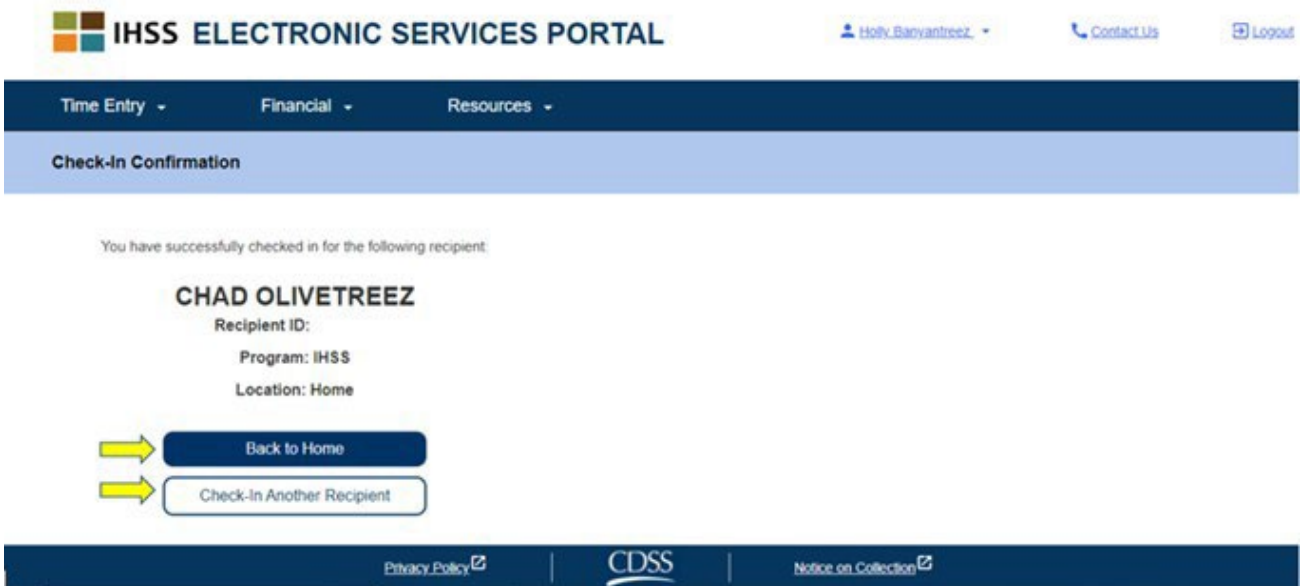 IHSS ELECTRONIC SERVICES PORTAL
Holly Banyantreez
Contact Us
Logout
Time Entry
Financial
Resources
Check-In Confirmation
You have successfully checked in for the following recipient
CHAD OLIVETREEZ
Recipient ID:
Program: IHSS
Location: Home
Back to Home
Check-In Another Recipient
Privacy Policy
CDSS
Notice on Collection